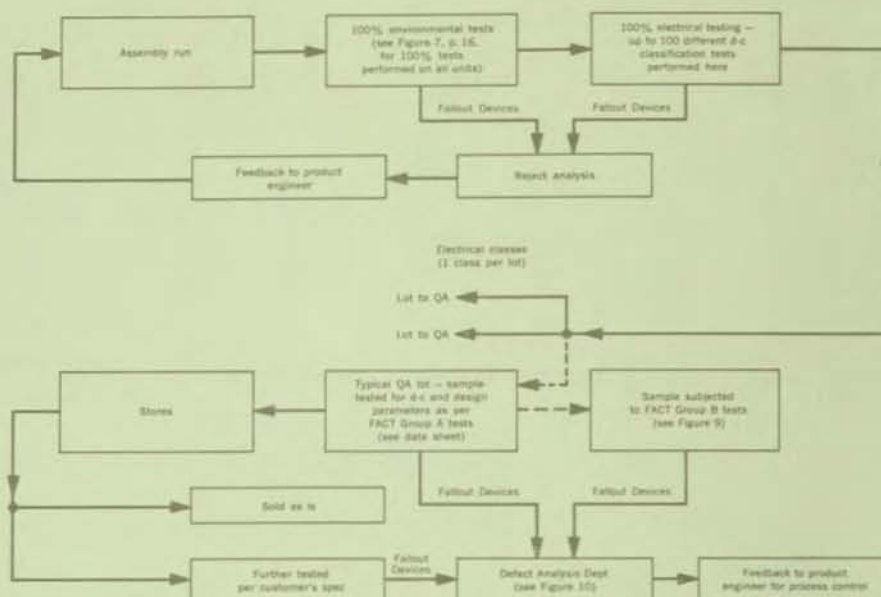 Assembly run
100% environmental tests
(see Figure 7, p. 16,
for 100% tests
performed on all units)
100% electrical testing —
up to 100 different d-c
classification tests
performed here
Fallout Devices
Fallout Devices
Feedback to product
engineer
Reject analysis
Electrical classes
(1 class per lot)
Lot to QA
Lot to QA
Stores
Typical QA lot — sample-
tested for d-c and design
parameters as per
FACT Group A tests
(see data sheet)
Sample subjected
to FACT Group B tests
(see Figure 9)
Fallout Devices
Fallout Devices
Sold as is
Further tested
per customer's spec
Fallout
Devices
Defect Analysis Dept
(see Figure 10)
Feedback to product
engineer for process control